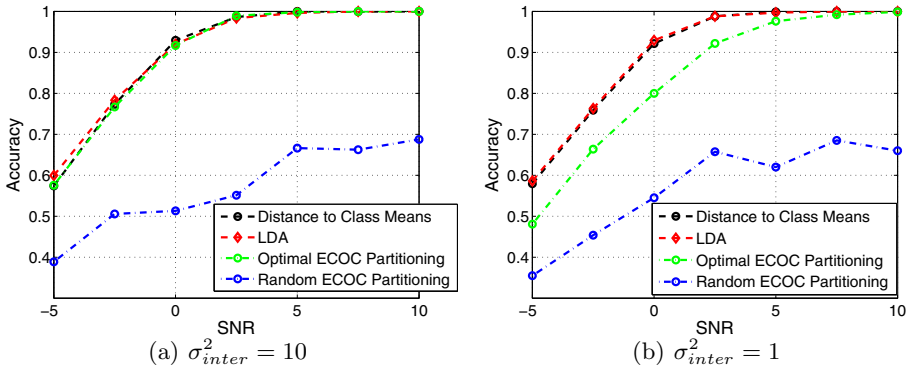 1
0.9
0.8
0.7
0.6
0.5
0.4
Accuracy
−5
0
5
10
SNR
Distance to Class Means
LDA
Optimal ECOC Partitioning
Random ECOC Partitioning
(a) σ²inter = 10
1
0.9
0.8
0.7
0.6
0.5
0.4
Accuracy
−5
0
5
10
SNR
Distance to Class Means
LDA
Optimal ECOC Partitioning
Random ECOC Partitioning
(b) σ²inter = 1